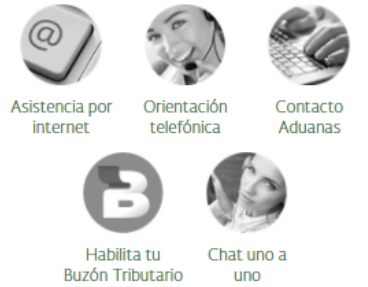 @
Asistencia por
internet
Orientación
telefónica
Contacto
Aduanas
B
Habilita tu
Buzón Tributario
Chat uno a
uno